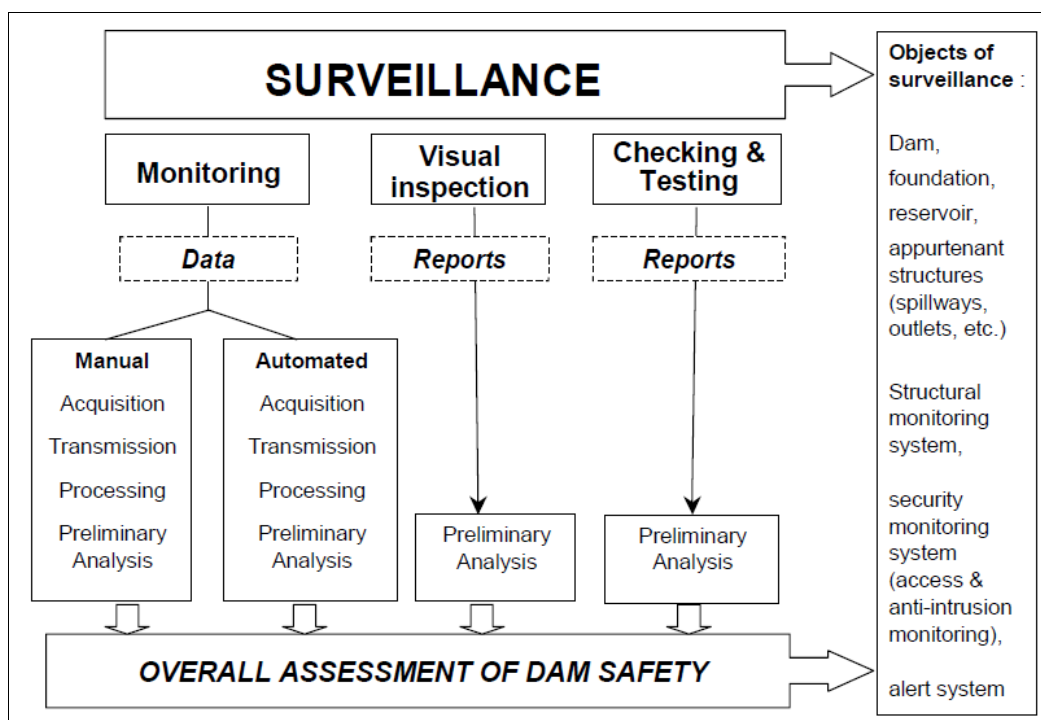 SURVEILLANCE
Monitoring
Visual
inspection
Checking &
Testing
Data
Reports
Reports
Manual
Acquisition
Transmission
Processing
Preliminary
Analysis
Automated
Acquisition
Transmission
Processing
Preliminary
Analysis
Preliminary
Analysis
Preliminary
Analysis
OVERALL ASSESSMENT OF DAM SAFETY
Objects of
surveillance :
Dam,
foundation,
reservoir,
appurtenant
structures
(spillways,
outlets, etc.)
Structural
monitoring
system,
security
monitoring
system
(access &
anti-intrusion
monitoring),
alert system